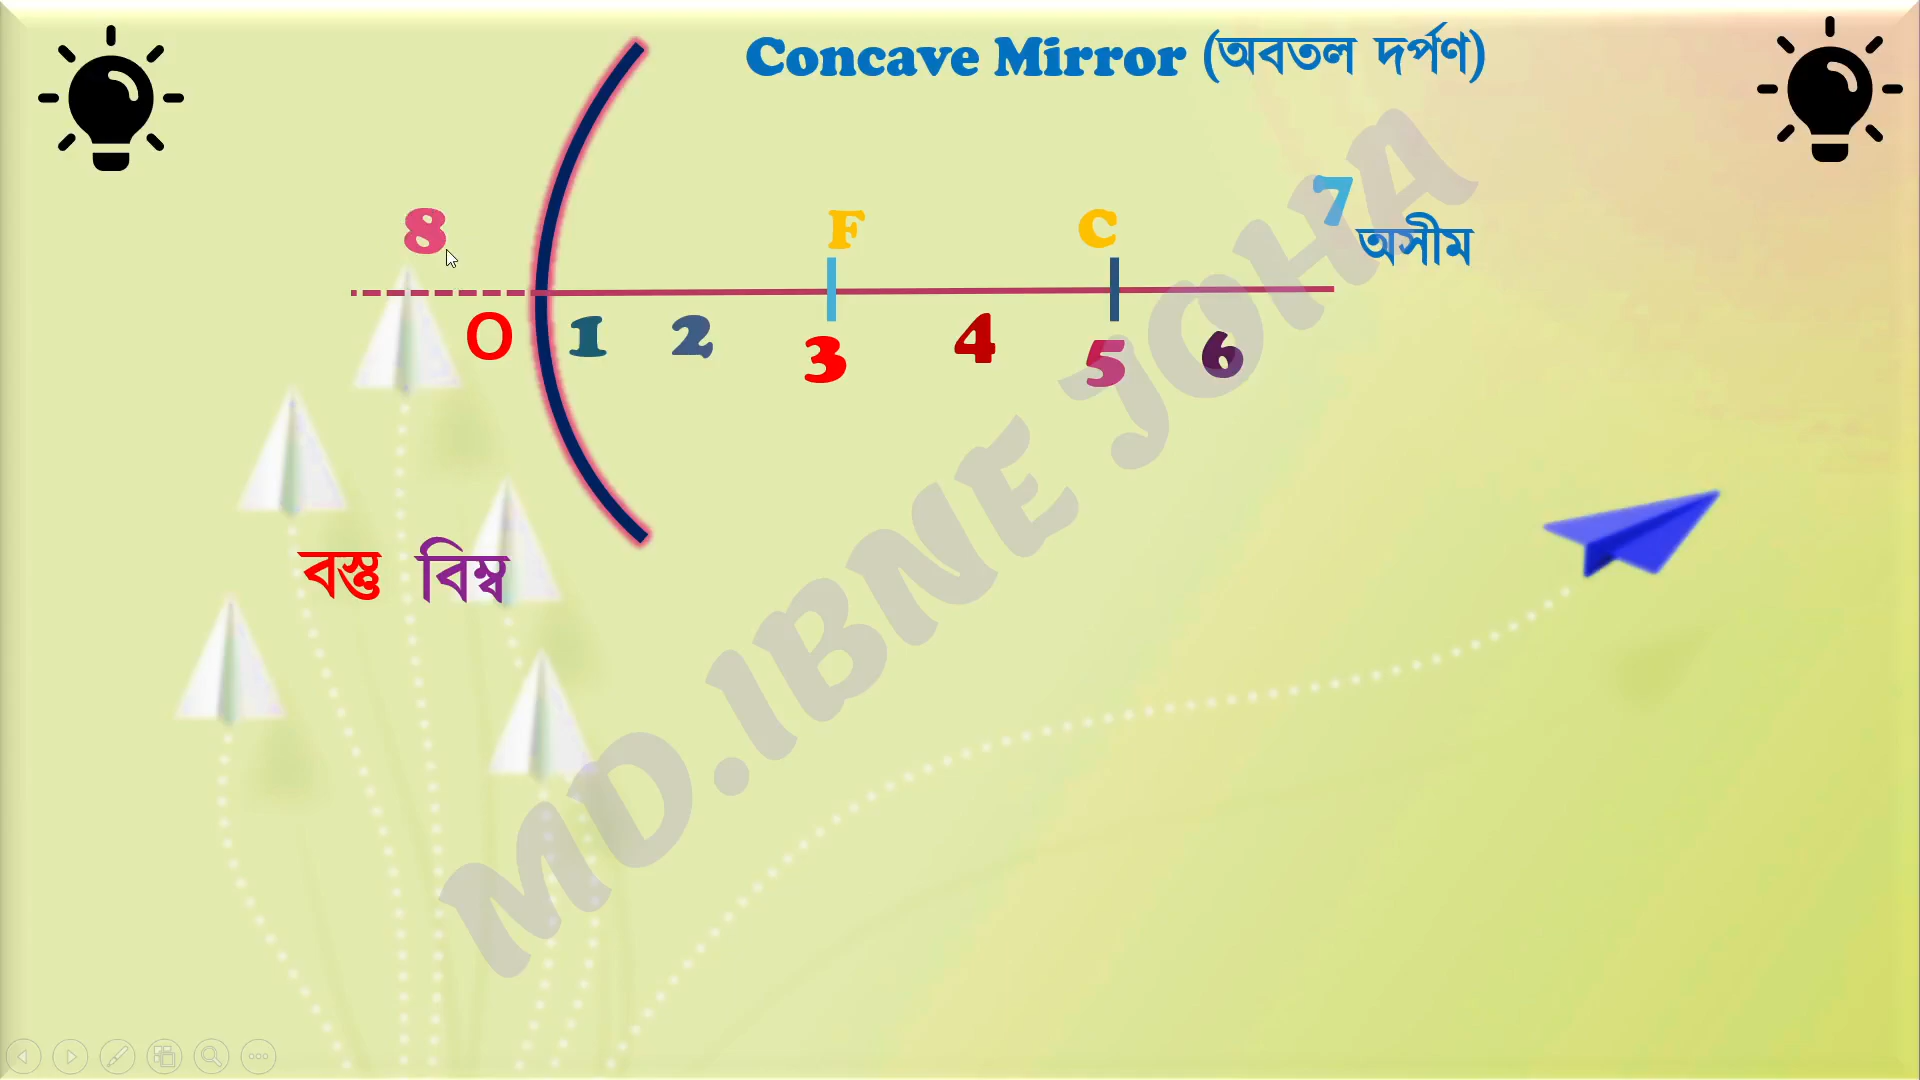 Concave Mirror (অবতল দর্পণ)
7
8 F C অসীম
O 1 2 3 4 5 6
বস্তু বিম্ব
MD.IBNE JOHA